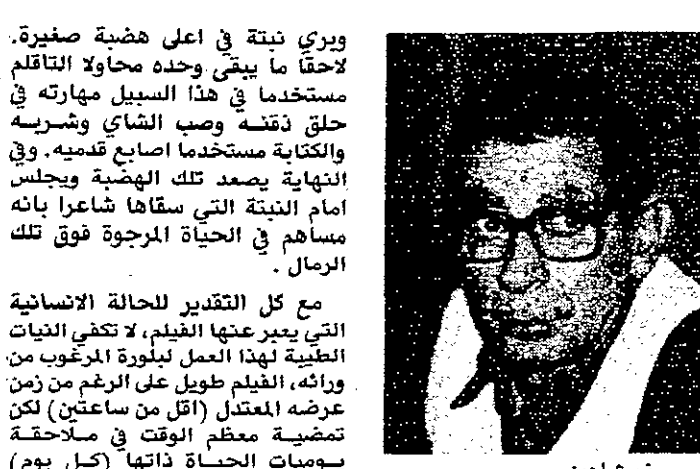 ويري نبتة في اعلى هضبة صغيرة.
لاحقا ما يبقى وحده محاولا التاقلم
مستخدما في هذا السبيل مهارته في
حلق ذقنه وصب الشاي وشربه
والكتابة مستخدما اصابع قدميه. وفي
النهاية يصعد تلك الهضبة ويجلس
امام النبتة التي سقاها شاعرا بانه
مساهم في الحياة المرجوة فوق تلك
الرمال.
مع كل التقدير للحالة الانسانية
التي يعبر عنها الفيلم، لا تكفي النيات
الطيبة لهذا العمل لبلورة المرغوب من
ورائه، الفيلم طويل على الرغم من زمن
عرضه المعتدل (اقل من ساعتين) لكن
تمضية معظم الوقت في ملاحقة
يوميات الحياة ذاتها (كل يوم)